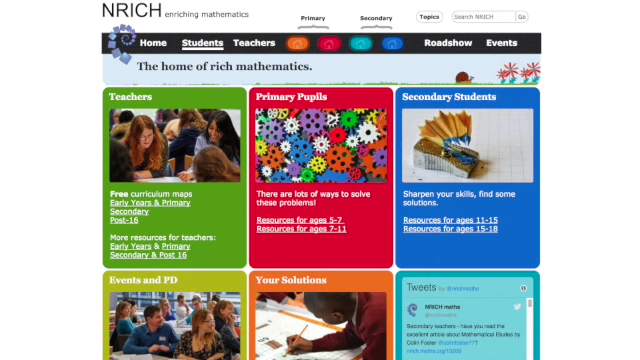 NRICH enriching mathematics
Primary
Secondary
Topics
Search NRICH
Go
Home
Students
Teachers
Roadshow
Events
The home of rich mathematics.
Teachers
Free curriculum maps
Early Years & Primary
Secondary
Post-16
More resources for teachers:
Early Years & Primary
Secondary & Post 16
Primary Pupils
There are lots of ways to solve
these problems!
Resources for ages 5-7
Resources for ages 7-11
Secondary Students
Sharpen your skills, find some
solutions.
Resources for ages 11-15
Resources for ages 15-18
Events and PD
Your Solutions
Tweets by @nrichmaths
NRICH maths
@nrichmaths
Secondary teachers - have you read the
excellent article about Mathematical Etudes by
Colin Foster @colinfoster77?